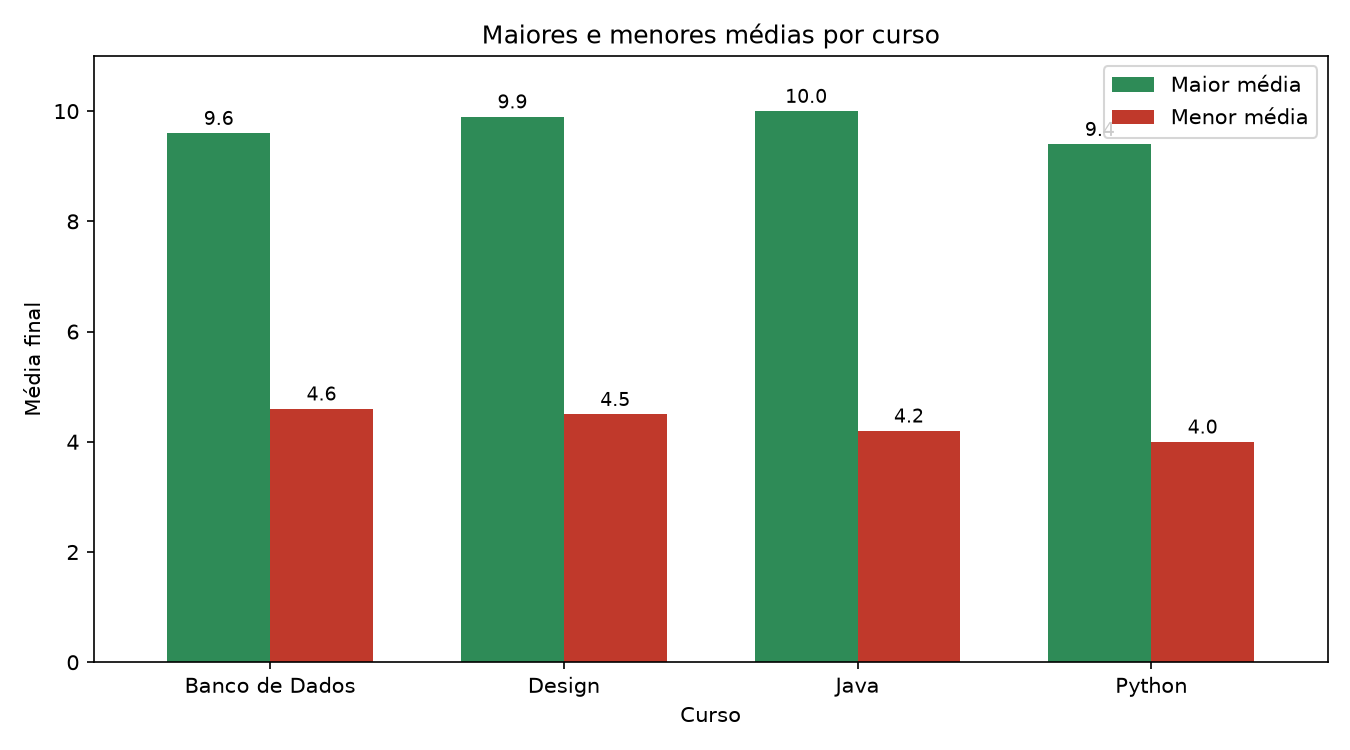 Maiores e menores médias por curso
Maior média
Menor média
Média final
10
8
6
4
2
0
9.6
4.6
9.9
4.5
10.0
4.2
9.4
4.0
Banco de Dados
Design
Java
Python
Curso